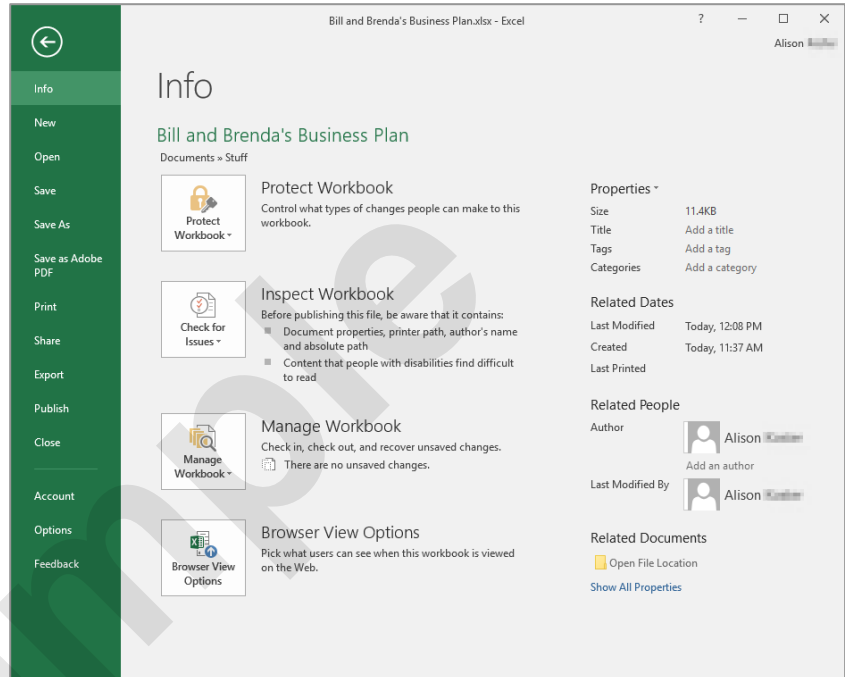 Bill and Brenda's Business Plan.xlsx - Excel
?
Alison
Info
New
Open
Save
Save As
Save as Adobe
PDF
Print
Share
Export
Publish
Close
Account
Options
Feedback
Info
Bill and Brenda's Business Plan
Documents » Stuff
Protect
Workbook
Protect Workbook
Control what types of changes people can make to this
workbook.
Check for
Issues
Inspect Workbook
Before publishing this file, be aware that it contains:
Document properties, printer path, author's name
and absolute path
Content that people with disabilities find difficult
to read
Manage
Workbook
Manage Workbook
Check in, check out, and recover unsaved changes.
There are no unsaved changes.
Browser View
Options
Browser View Options
Pick what users can see when this workbook is viewed
on the Web.
Properties
Size 11.4KB
Title Add a title
Tags Add a tag
Categories Add a category
Related Dates
Last Modified Today, 12:08 PM
Created Today, 11:37 AM
Last Printed
Related People
Author Alison
Add an author
Last Modified By Alison
Related Documents
Open File Location
Show All Properties